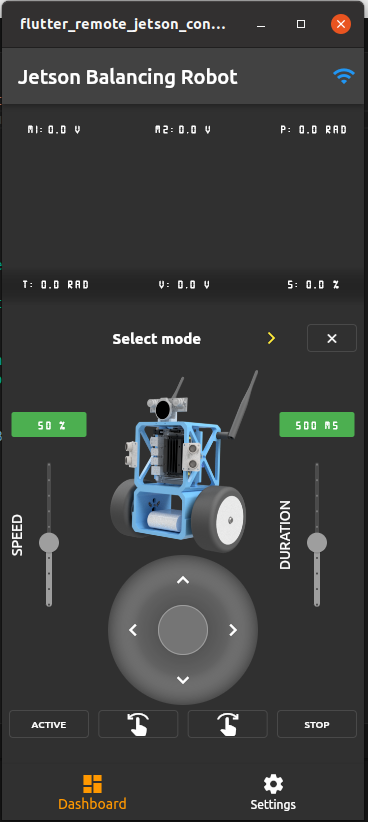 flutter_remote_jetson_con...
Jetson Balancing Robot
M1: 0.0 V M2: 0.0 V P: 0.0 RAD
T: 0.0 RAD V: 0.0 V S: 0.0 %
Select mode
50 % 500 MS
SPEED
DURATION
ACTIVE STOP
Dashboard Settings